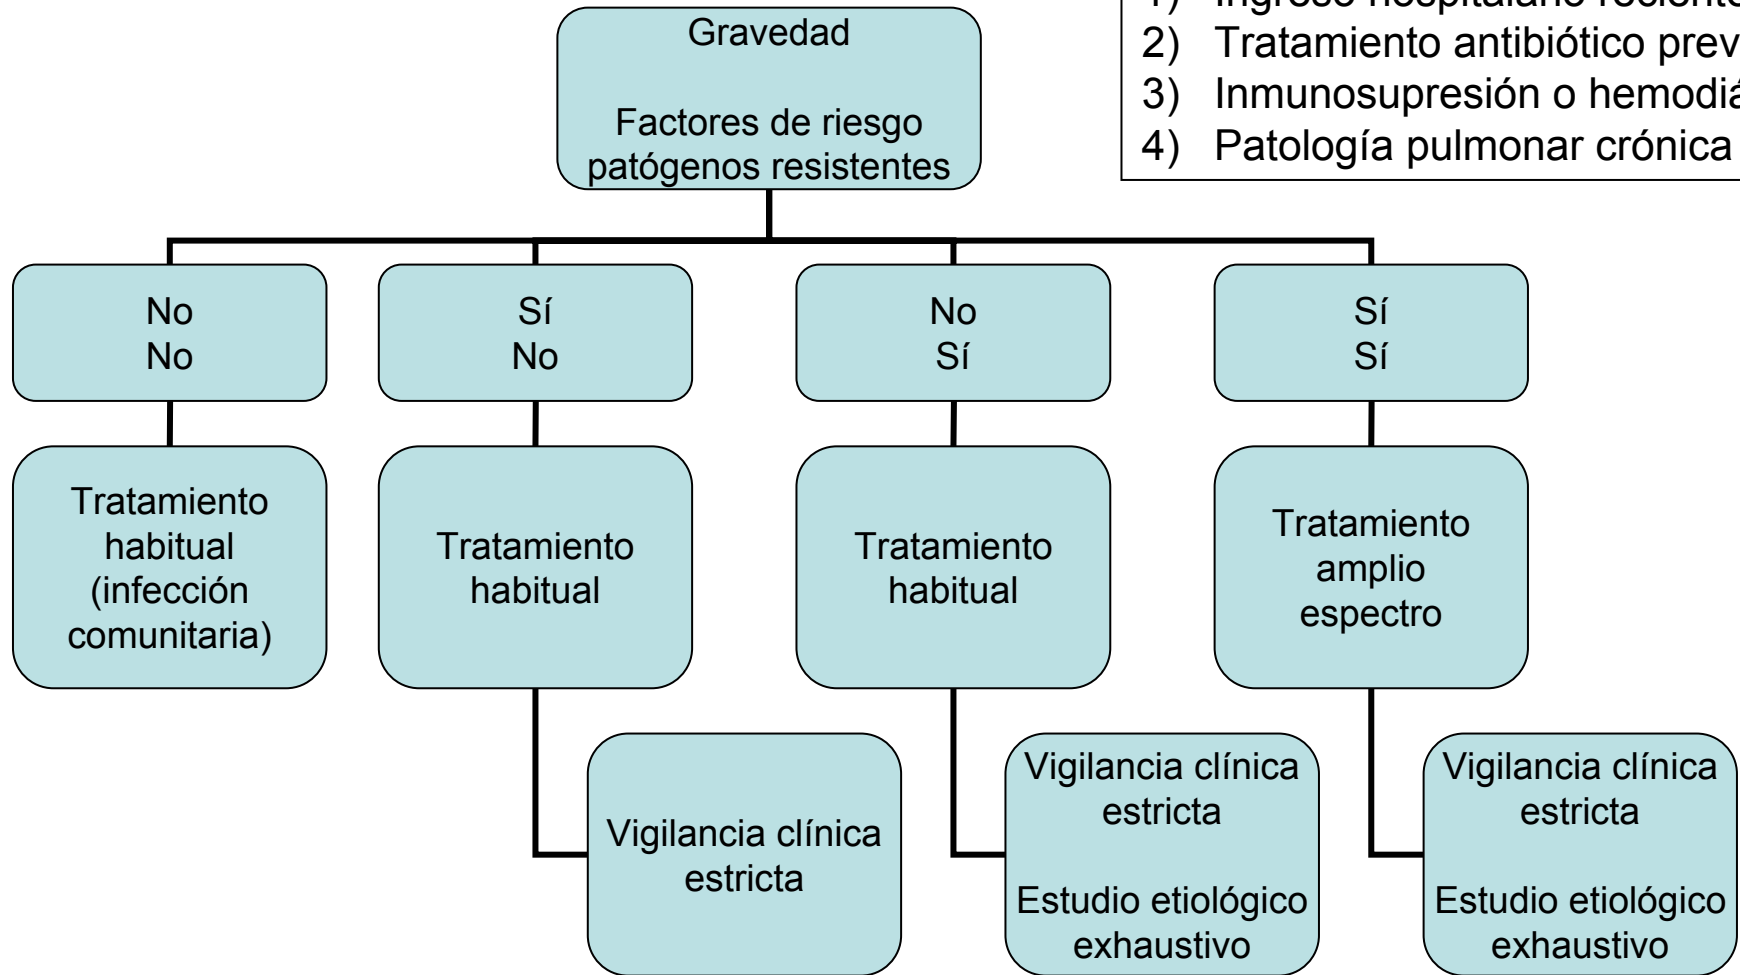 Gravedad
Factores de riesgo
patógenos resistentes
2) Tratamiento antibiótico
3) Inmunosupresión o
4) Patología pulmonar crónica
No
No
Sí
No
No
Sí
Sí
Sí
Tratamiento
habitual
(infección
comunitaria)
Tratamiento
habitual
Tratamiento
habitual
Tratamiento
amplio
espectro
Vigilancia clínica
estricta
Vigilancia clínica
estricta
Estudio etiológico
exhaustivo
Vigilancia clínica
estricta
Estudio etiológico
exhaustivo